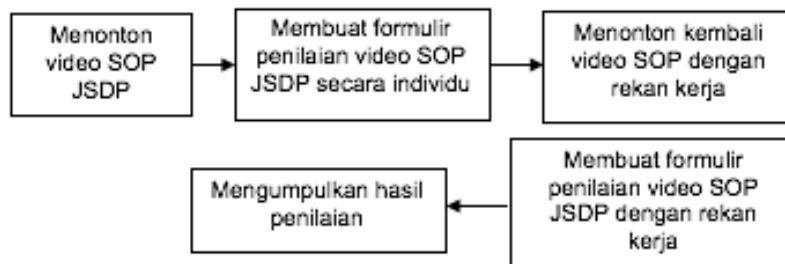 Menonton
video SOP
JSDP
Membuat formulir
penilaian video SOP
JSDP secara individu
Menonton kembali
video SOP dengan
rekan kerja
Membuat formulir
penilaian video SOP
JSDP dengan rekan
kerja
Mengumpulkan hasil
penilaian